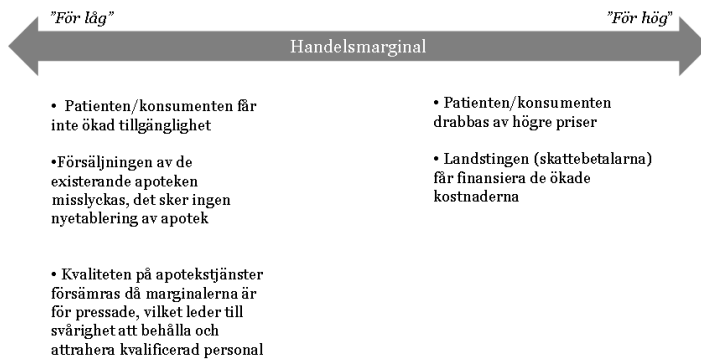 ”För låg”
”För hög”
Handelsmarginal
• Patienten/konsumenten får
inte ökad tillgänglighet
•Försäljningen av de
existerande apoteken
misslyckas, det sker ingen
nyetablering av apotek
• Kvaliteten på apotekstjänster
försämras då marginalerna är
för pressade, vilket leder till
svårighet att behålla och
attrahera kvalificerad personal
• Patienten/konsumenten
drabbas av högre priser
• Landstingen (skattebetalarna)
får finansiera de ökade
kostnaderna